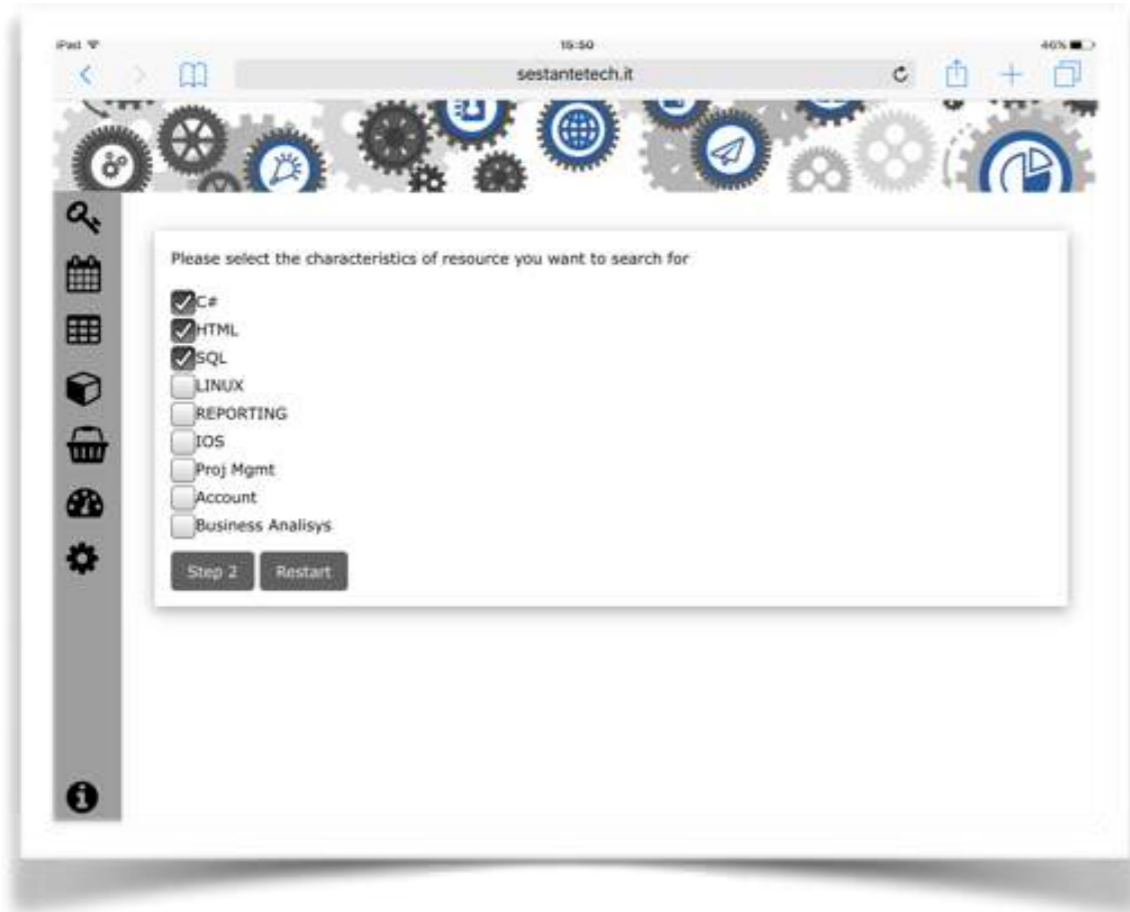 iPad
15:50
46%
sestantetech.it
Please select the characteristics of resource you want to search for
C#
HTML
SQL
LINUX
REPORTING
IOS
Proj Mgmt
Account
Business Analisys
Step 2 Restart